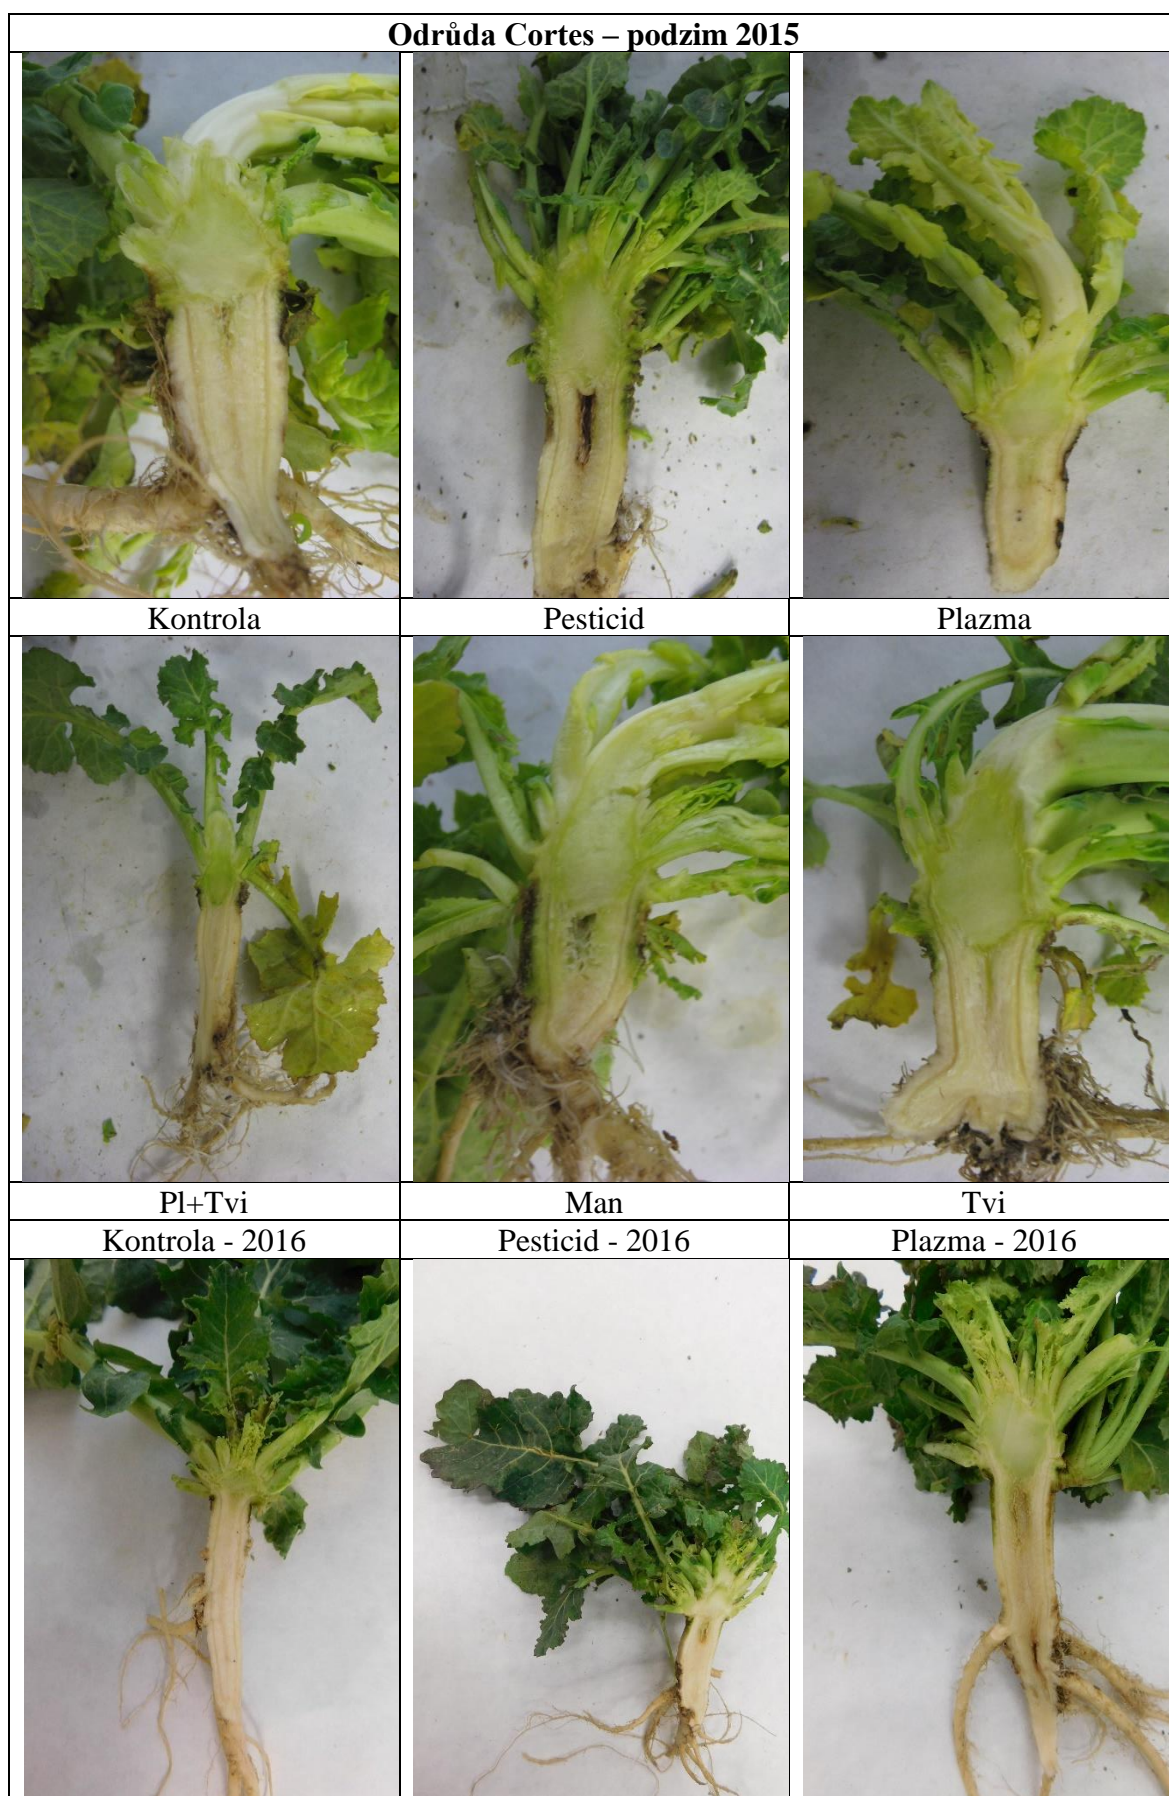 Odrůda Cortes – podzim 2015
Kontrola Pesticid Plazma
Pl+Tvi Man Tvi
Kontrola - 2016 Pesticid - 2016 Plazma - 2016